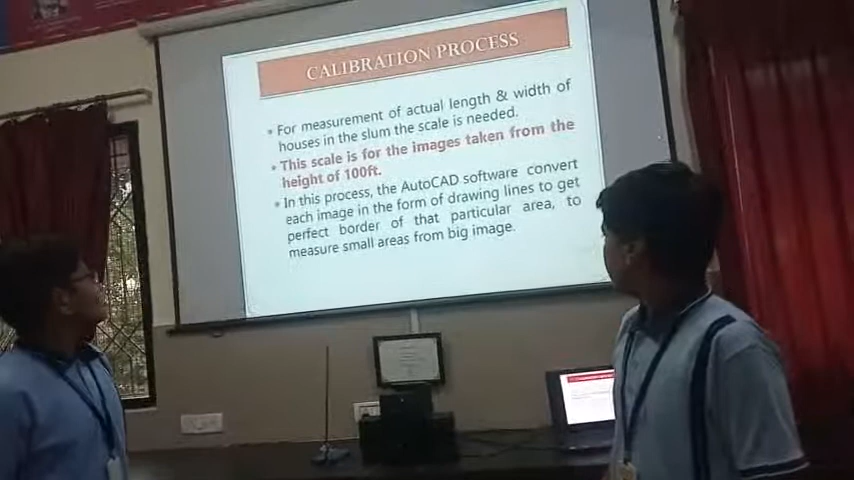 CALIBRATION PROCESS
• For measurement of actual length & width of
houses in slum the scale is needed.
• This scale is for the images taken from the
height of 100ft.
• In this process, the AutoCAD software convert
each image in the form of drawing lines to get
perfect border of that particular area, to
measure small areas from big image.